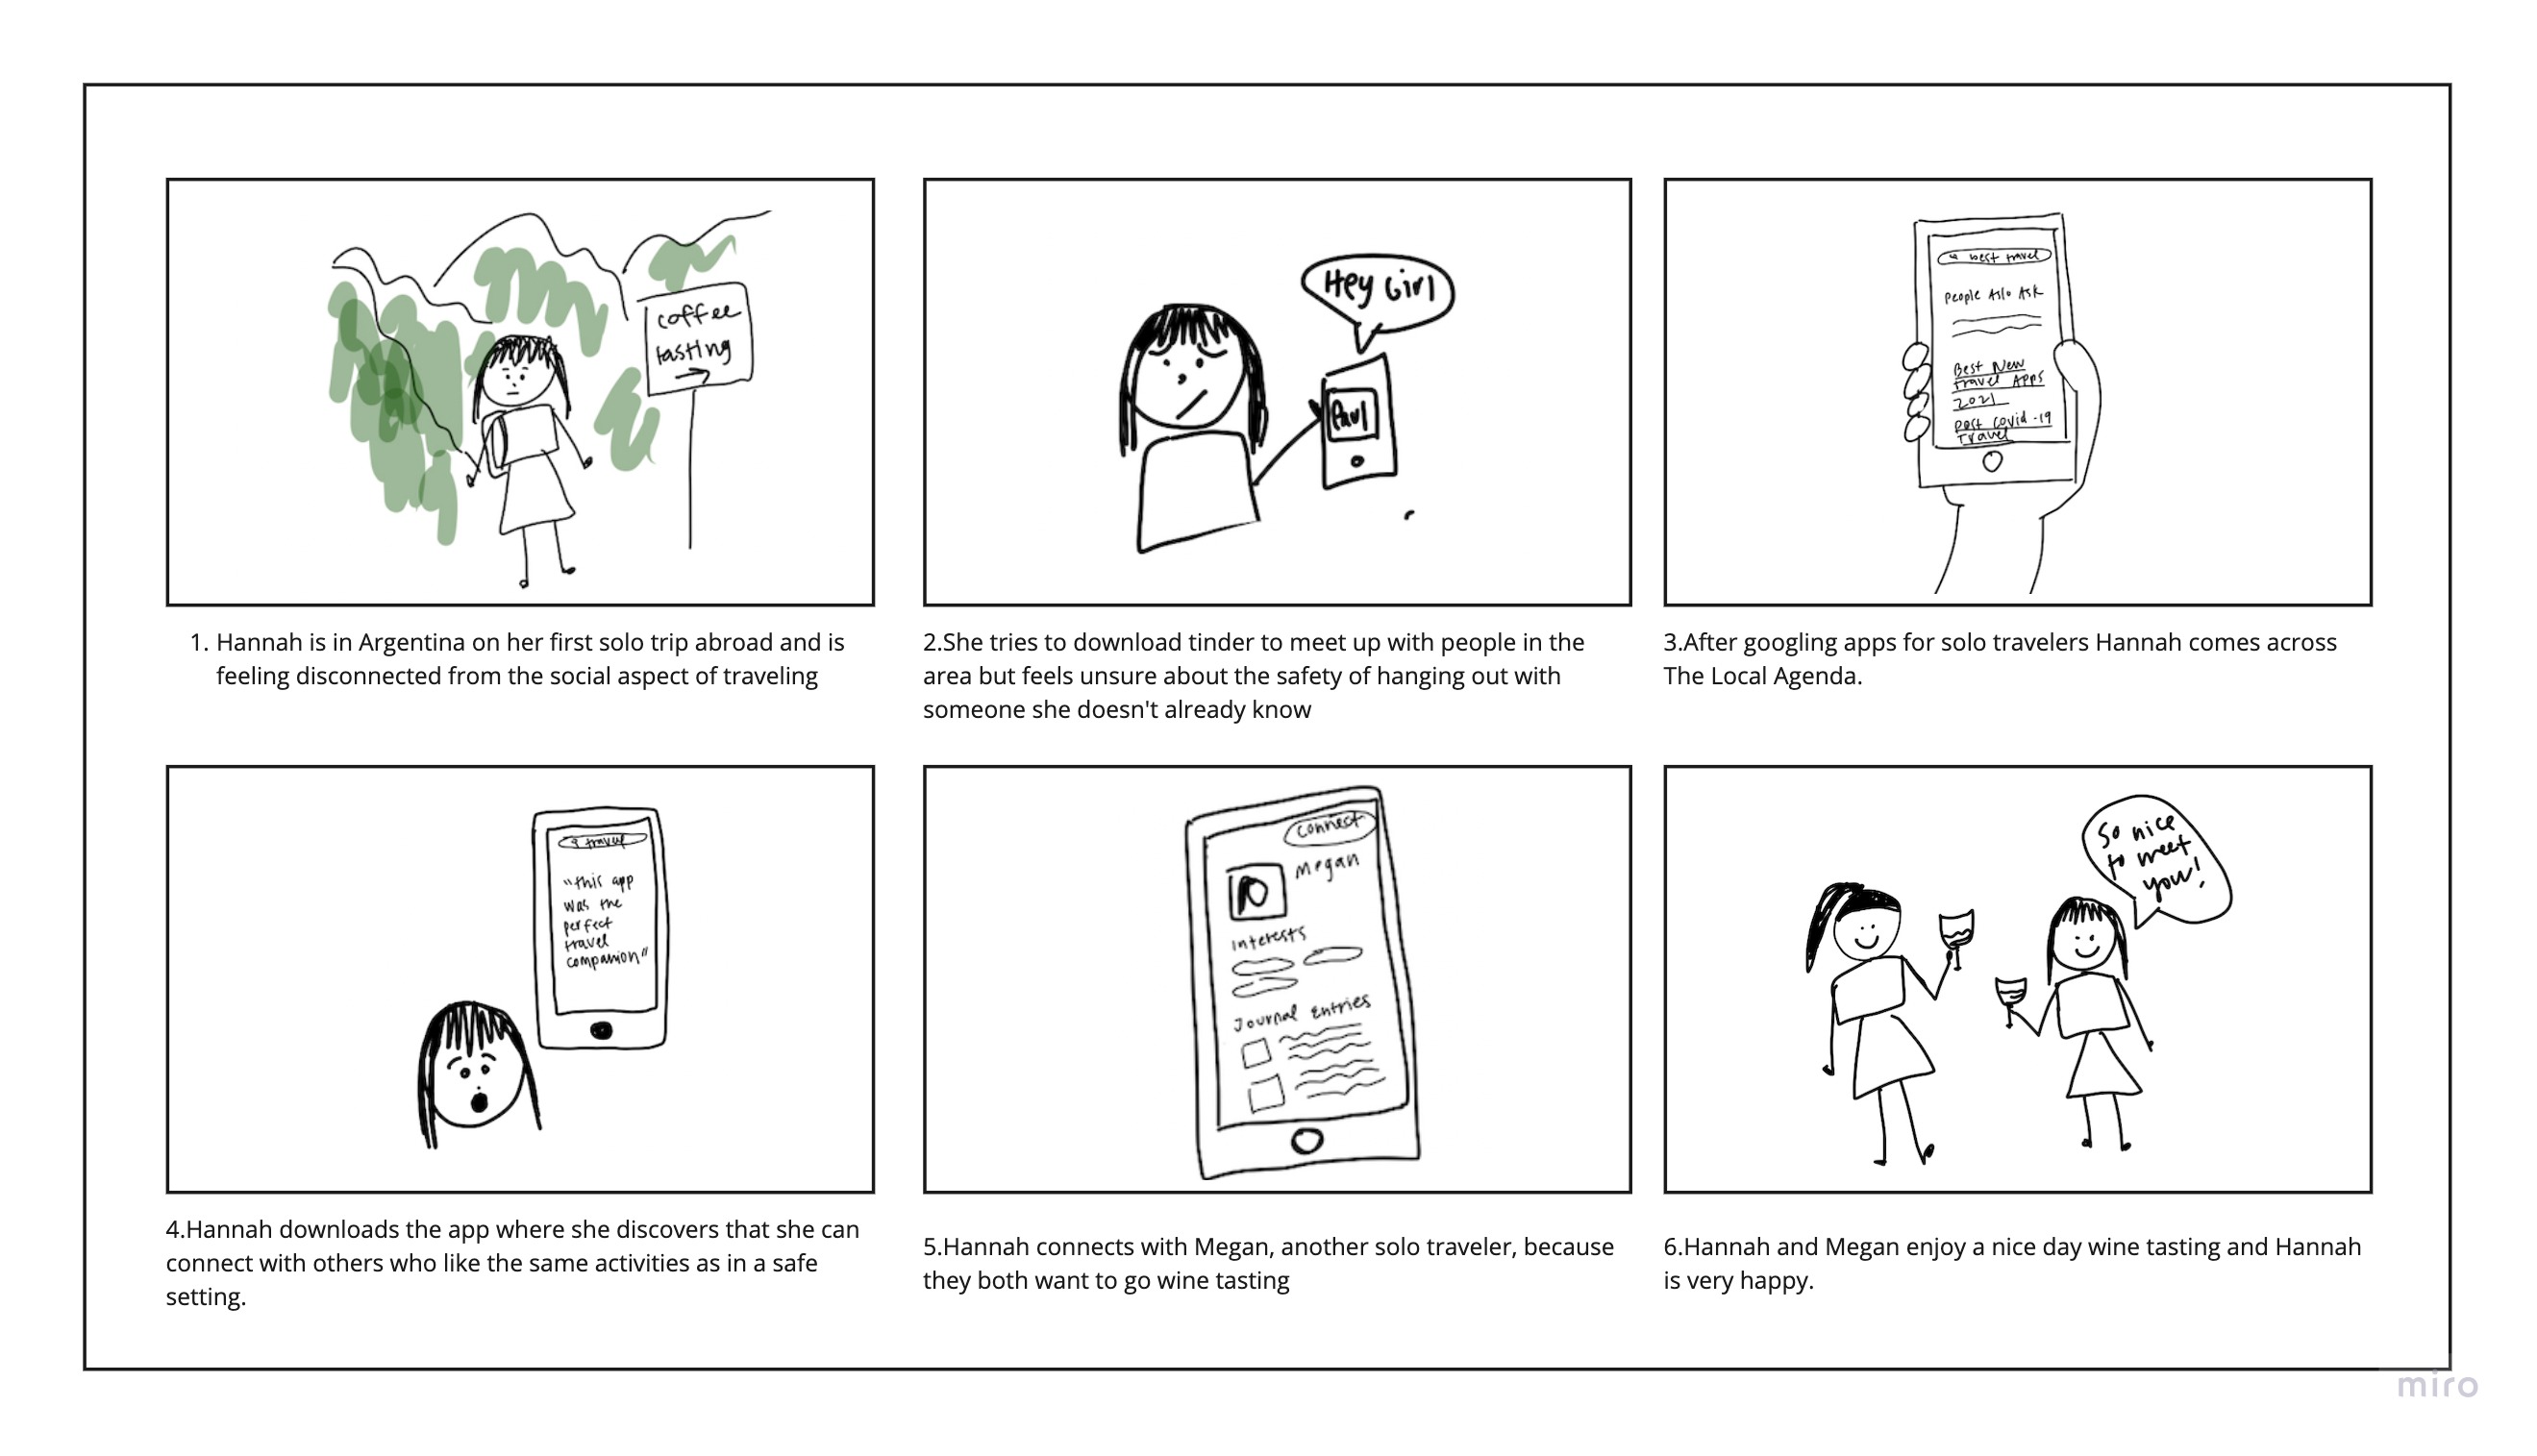 coffee
tasting
1. Hannah is in Argentina on her first solo trip abroad and is
feeling disconnected from the social aspect of traveling
Hey Girl
Paul
2.She tries to download tinder to meet up with people in the
area but feels unsure about the safety of hanging out with
someone she doesn't already know
best travel
People Also Ask
Best New
Travel Apps
2021
post covid-19
Travel
3.After googling apps for solo travelers Hannah comes across
The Local Agenda.
travel
"this app
was the
perfect
travel
companion"
4.Hannah downloads the app where she discovers that she can
connect with others who like the same activities as in a safe
setting.
connect
Megan
Interests
Journal Entries
5.Hannah connects with Megan, another solo traveler, because
they both want to go wine tasting
So nice
to meet
you!
6.Hannah and Megan enjoy a nice day wine tasting and Hannah
is very happy.
miro